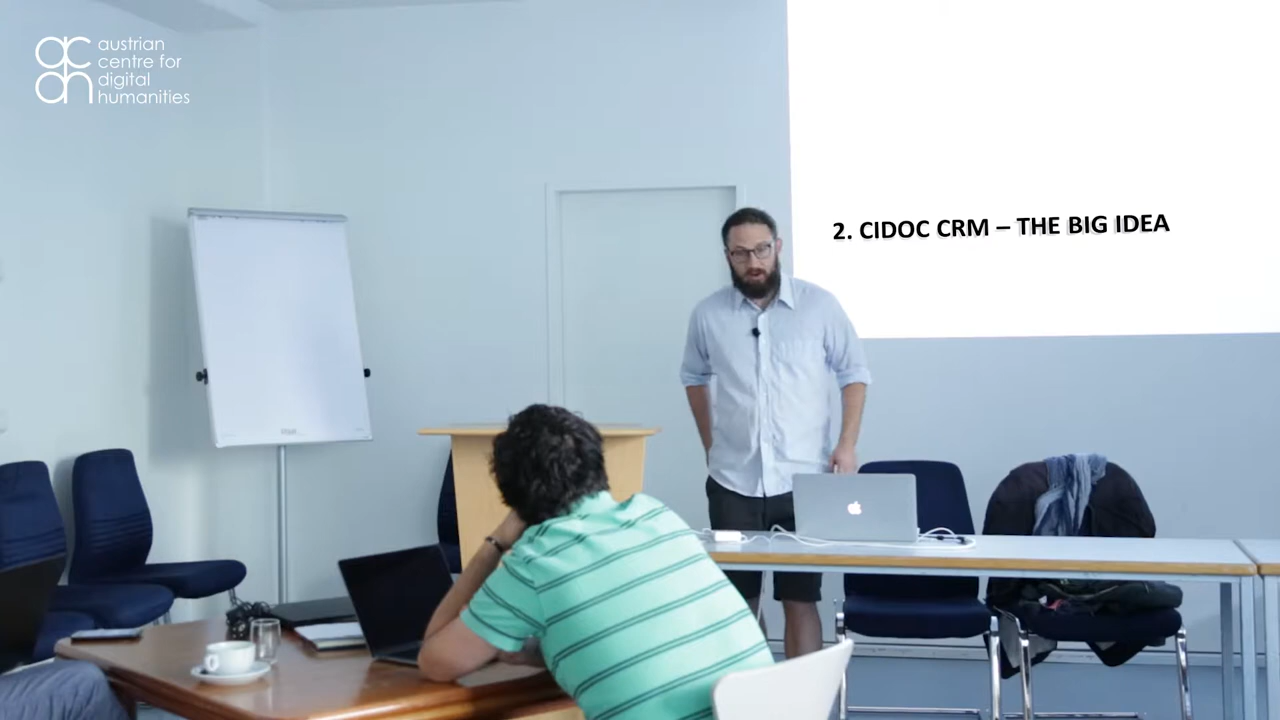 austrian
centre for
digital
humanities
2. CIDOC CRM – THE BIG IDEA